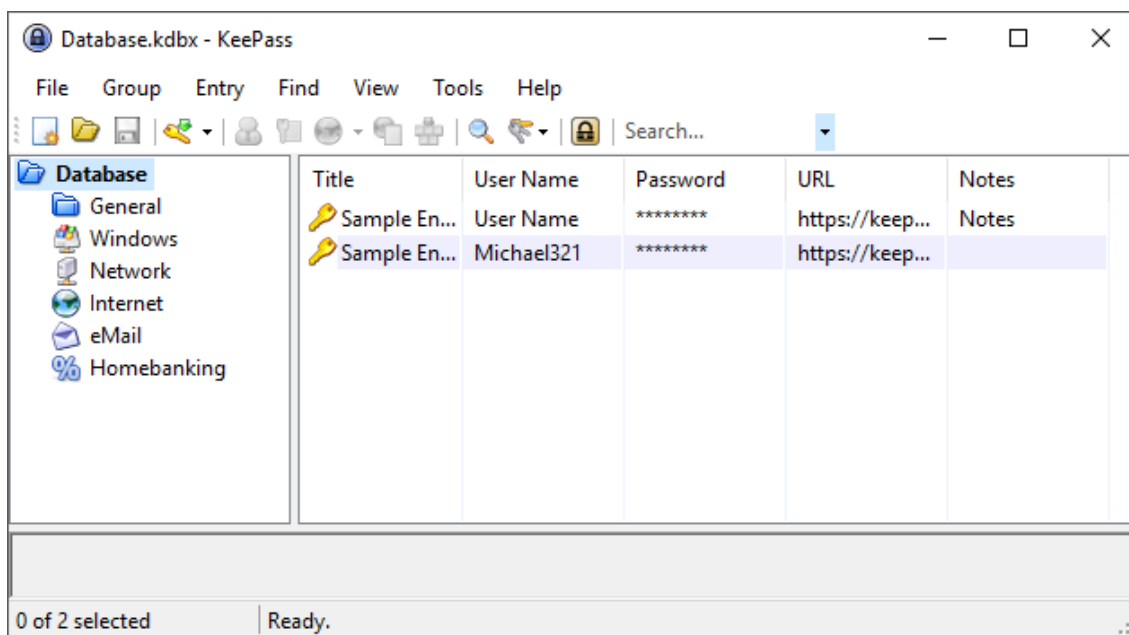 Database.kdbx - KeePass
File Group Entry Find View Tools Help
Search...
Database
General
Windows
Network
Internet
eMail
Homebanking
Title User Name Password URL Notes
Sample En... User Name ******** https://keep... Notes
Sample En... Michael321 ******** https://keep...
0 of 2 selected Ready.